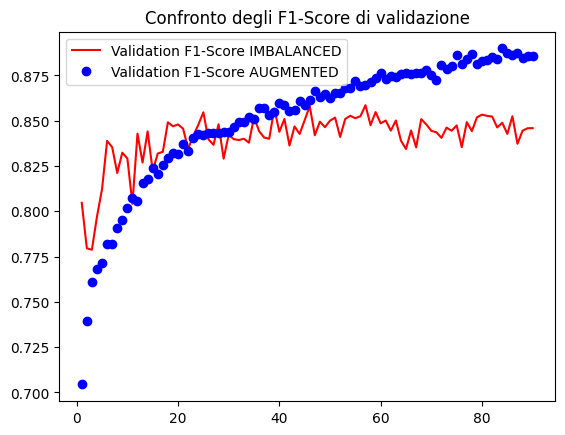 Confronto degli F1-Score di validazione
Validation F1-Score IMBALANCED
Validation F1-Score AUGMENTED
0.875
0.850
0.825
0.800
0.775
0.750
0.725
0.700
0 20 40 60 80